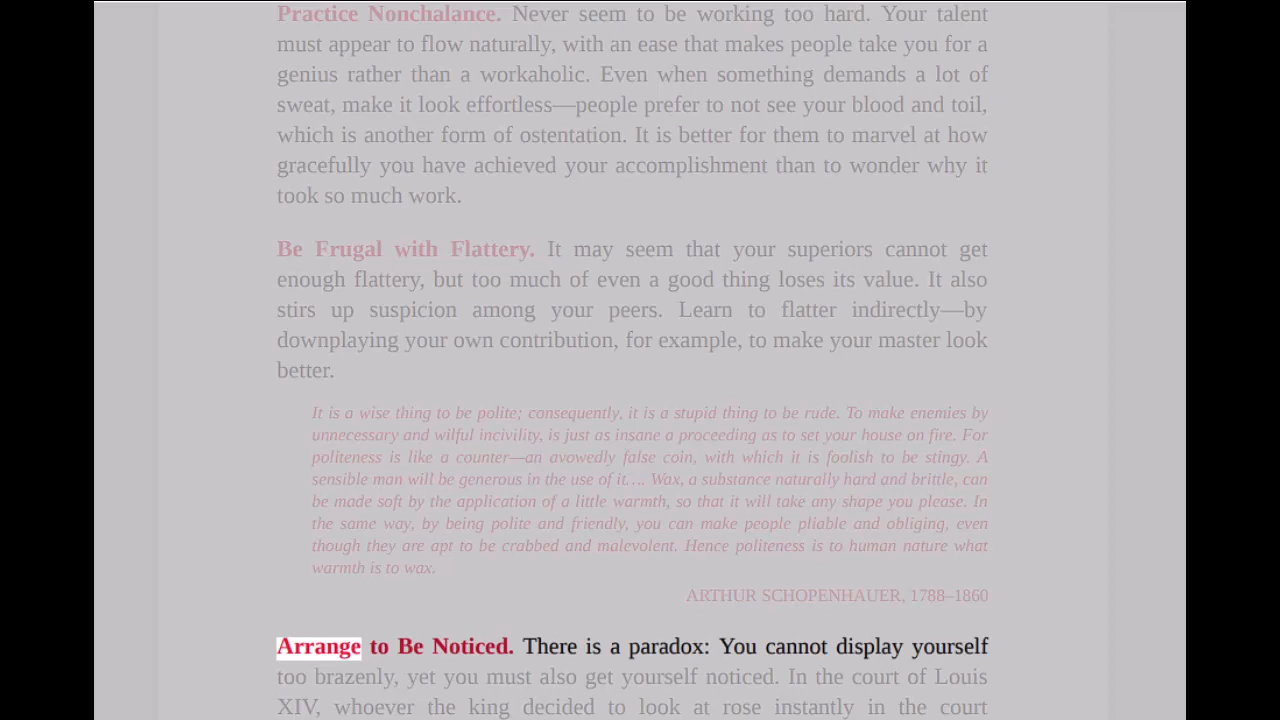 Practice Nonchalance. Never seem to be working too hard. Your talent
must appear to flow naturally, with an ease that makes people take you for a
genius rather than a workaholic. Even when something demands a lot of
sweat, make it look effortless—people prefer to not see your blood and toil,
which is another form of ostentation. It is better for them to marvel at how
gracefully you have achieved your accomplishment than to wonder why it
took so much work.
Be Frugal with Flattery. It may seem that your superiors cannot get
enough flattery, but too much of even a good thing loses its value. It also
stirs up suspicion among your peers. Learn to flatter indirectly—by
downplaying your own contribution, for example, to make your master look
better.
It is a wise thing to be polite; consequently, it is a stupid thing to be rude. To make enemies by
unnecessary and wilful incivility, is just as insane a proceeding as to set your house on fire. For
politeness is like a counter—an avowedly false coin, with which it is foolish to be stingy. A
sensible man will be generous in the use of it.... Wax, a substance naturally hard and brittle, can
be made soft by the application of a little warmth, so that it will take any shape you please. In
the same way, by being polite and friendly, you can make people pliable and obliging, even
though they are apt to be crabbed and malevolent. Hence politeness is to human nature what
warmth is to wax.
ARTHUR SCHOPENHAUER, 1788–1860
Arrange to Be Noticed. There is a paradox: You cannot display yourself
too brazenly, yet you must also get yourself noticed. In the court of Louis
XIV, whoever the king decided to look at rose instantly in the court